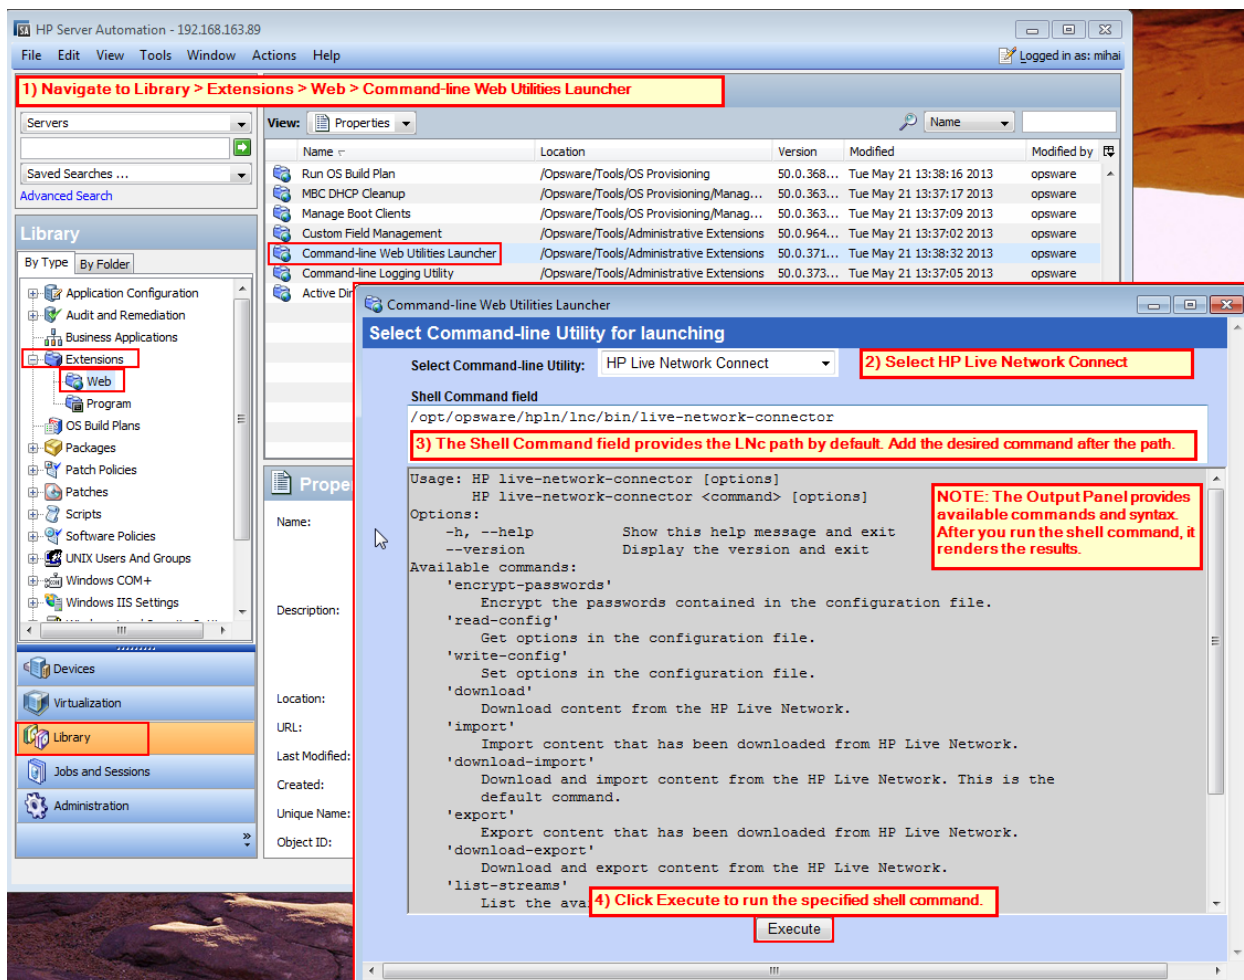 HP Server Automation - 192.168.163.89
File Edit View Tools Window Actions Help
Logged in as: mihai
1) Navigate to Library > Extensions > Web > Command-line Web Utilities Launcher
Servers
Saved Searches ...
Advanced Search
View: Properties
Name
Name Location Version Modified Modified by
Run OS Build Plan /Opsware/Tools/OS Provisioning 50.0.368... Tue May 21 13:38:16 2013 opsware
MBC DHCP Cleanup /Opsware/Tools/OS Provisioning/Manag... 50.0.363... Tue May 21 13:37:17 2013 opsware
Manage Boot Clients /Opsware/Tools/OS Provisioning/Manag... 50.0.363... Tue May 21 13:37:09 2013 opsware
Custom Field Management /Opsware/Tools/Administrative Extensions 50.0.964... Tue May 21 13:37:02 2013 opsware
Command-line Web Utilities Launcher /Opsware/Tools/Administrative Extensions 50.0.371... Tue May 21 13:38:32 2013 opsware
Command-line Logging Utility /Opsware/Tools/Administrative Extensions 50.0.373... Tue May 21 13:37:05 2013 opsware
Active Dir
Library
By Type By Folder
Application Configuration
Audit and Remediation
Business Applications
Extensions
Web
Program
OS Build Plans
Packages
Patch Policies
Patches
Scripts
Software Policies
UNIX Users And Groups
Windows COM+
Windows IIS Settings
Devices
Virtualization
Library
Jobs and Sessions
Administration
Prope
Name:
Description:
Location:
URL:
Last Modified:
Created:
Unique Name:
Object ID:
Command-line Web Utilities Launcher
Select Command-line Utility for launching
Select Command-line Utility: HP Live Network Connect
2) Select HP Live Network Connect
Shell Command field
/opt/opsware/hpln/lnc/bin/live-network-connector
3) The Shell Command field provides the LNc path by default. Add the desired command after the path.
Usage: HP live-network-connector [options]
HP live-network-connector <command> [options]
Options:
-h, --help Show this help message and exit
--version Display the version and exit
Available commands:
'encrypt-passwords'
Encrypt the passwords contained in the configuration file.
'read-config'
Get options in the configuration file.
'write-config'
Set options in the configuration file.
'download'
Download content from the HP Live Network.
'import'
Import content that has been downloaded from HP Live Network.
'download-import'
Download and import content from the HP Live Network. This is the
default command.
'export'
Export content that has been downloaded from HP Live Network.
'download-export'
Download and export content from the HP Live Network.
'list-streams'
List the ava
NOTE: The Output Panel provides
available commands and syntax.
After you run the shell command, it
renders the results.
4) Click Execute to run the specified shell command.
Execute